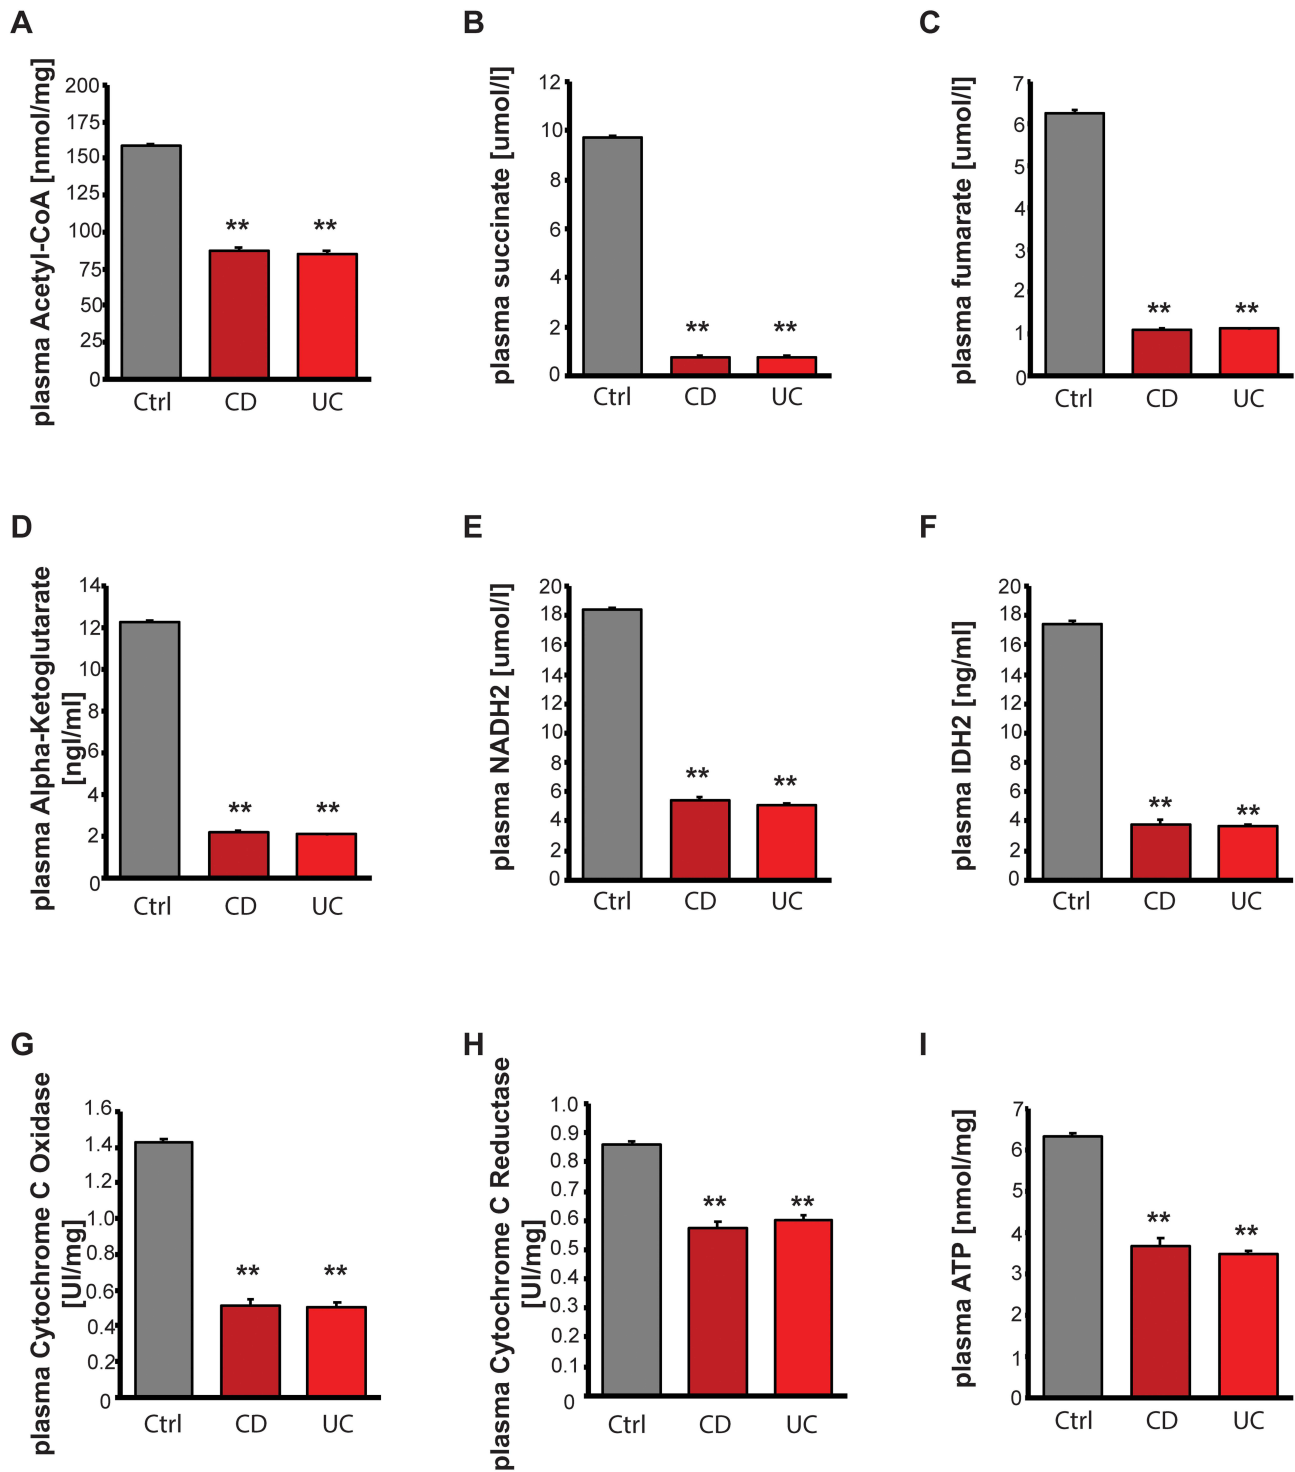 A
plasma Acetyl-CoA [nmol/mg]
200
175
150
125
100
75
50
25
0
**
**
Ctrl
CD
UC
B
plasma succinate [umol/l]
12
10
8
6
4
2
0
**
**
Ctrl
CD
UC
C
plasma fumarate [umol/l]
7
6
5
4
3
2
1
0
**
**
Ctrl
CD
UC
D
plasma Alpha-Ketoglutarate
[ngl/ml]
14
12
10
8
6
4
2
0
**
**
Ctrl
CD
UC
E
plasma NADH2 [umol/l]
20
18
16
14
12
10
8
6
4
2
0
**
**
Ctrl
CD
UC
F
plasma IDH2 [ng/ml]
20
18
16
14
12
10
8
6
4
2
0
**
**
Ctrl
CD
UC
G
plasma Cytochrome C Oxidase
[UI/mg]
1.6
1.4
1.2
1.0
0.8
0.6
0.4
0.2
0
**
**
Ctrl
CD
UC
H
plasma Cytochrome C Reductase
[UI/mg]
1.0
0.9
0.8
0.7
0.6
0.5
0.4
0.3
0.2
0.1
0
**
**
Ctrl
CD
UC
I
plasma ATP [nmol/mg]
7
6
5
4
3
2
1
0
**
**
Ctrl
CD
UC